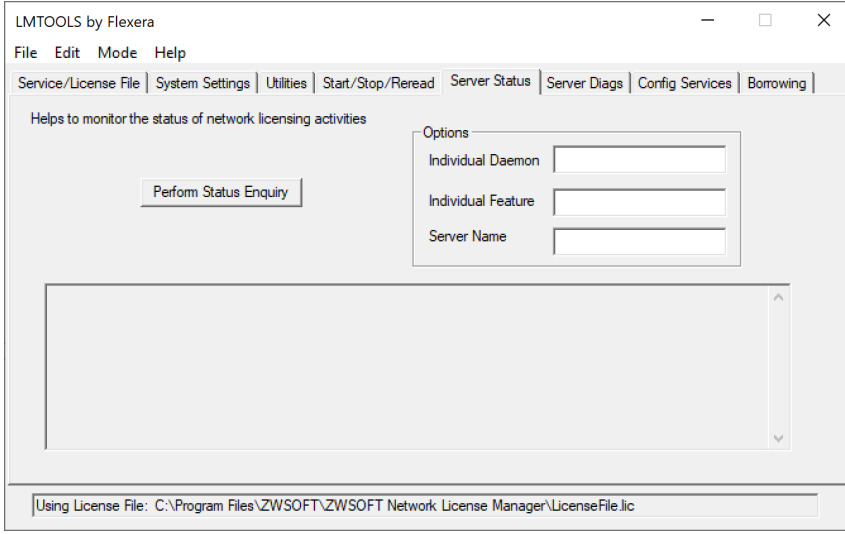 LMTOOLS by Flexera
File Edit Mode Help
Service/License File System Settings Utilities Start/Stop/Reread Server Status Server Diags Config Services Borrowing
Helps to monitor the status of network licensing activities
Options
Individual Daemon
Perform Status Enquiry
Individual Feature
Server Name
Using License File: C:\Program Files\ZWSOFT\ZWSOFT Network License Manager\LicenseFile.lic